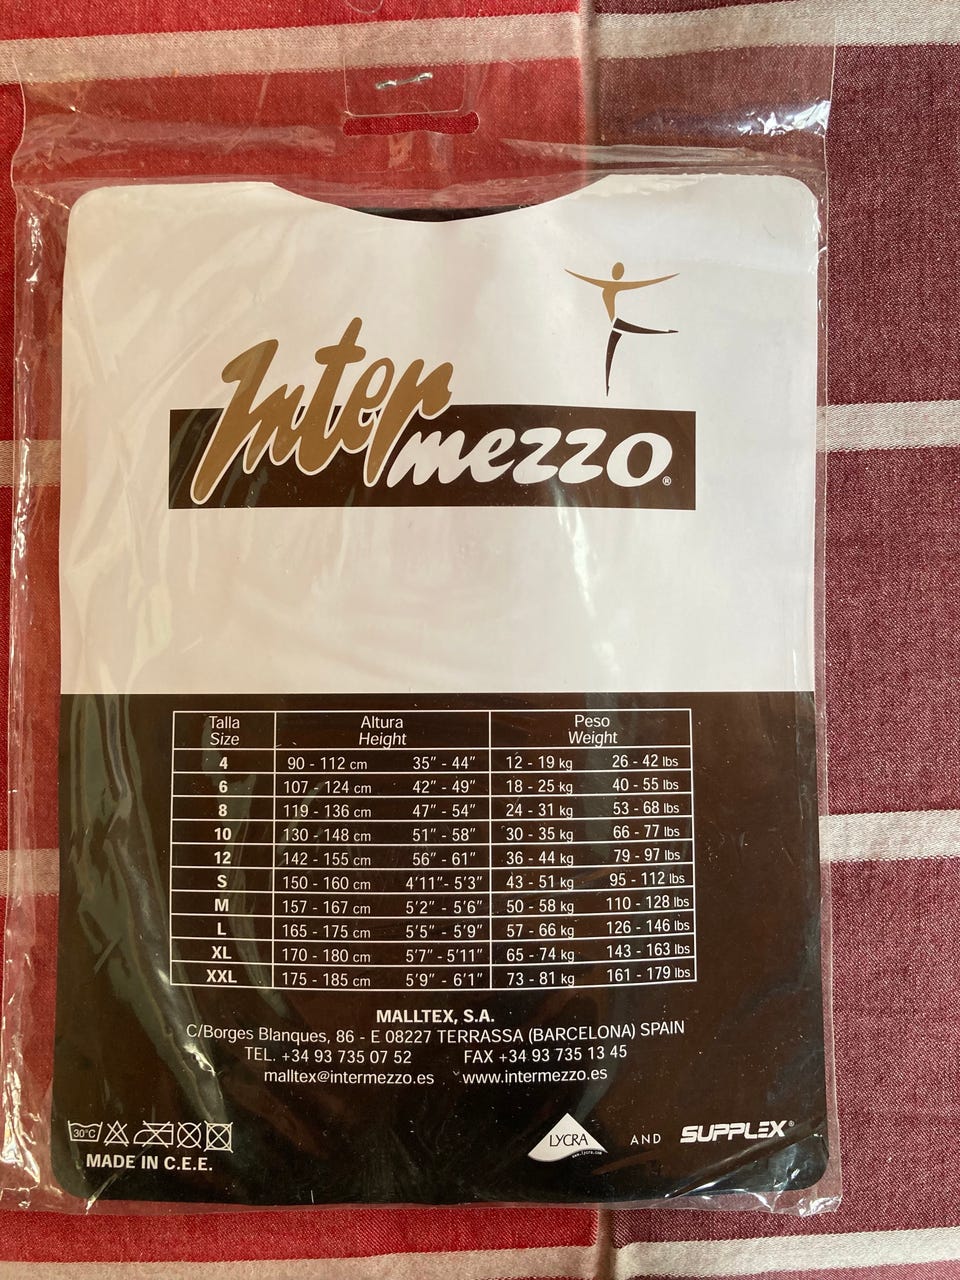 Inter
mezzo®
Talla Altura Peso
Size Height Weight
4 90 - 112 cm 35" - 44" 12 - 19 kg 26 - 42 lbs
6 107 - 124 cm 42" - 49" 18 - 25 kg 40 - 55 lbs
8 119 - 136 cm 47" - 54" 24 - 31 kg 53 - 68 lbs
10 130 - 148 cm 51" - 58" 30 - 35 kg 66 - 77 lbs
12 142 - 155 cm 56" - 61" 36 - 44 kg 79 - 97 lbs
S 150 - 160 cm 4'11"- 5'3" 43 - 51 kg 95 - 112 lbs
M 157 - 167 cm 5'2" - 5'6" 50 - 58 kg 110 - 128 lbs
L 165 - 175 cm 5'5" - 5'9" 57 - 66 kg 126 - 146 lbs
XL 170 - 180 cm 5'7" - 5'11" 65 - 74 kg 143 - 163 lbs
XXL 175 - 185 cm 5'9" - 6'1" 73 - 81 kg 161 - 179 lbs
MALLTEX, S.A.
C/Borges Blanques, 86 - E 08227 TERRASSA (BARCELONA) SPAIN
TEL. +34 93 735 07 52 FAX +34 93 735 13 45
malltex@intermezzo.es www.intermezzo.es
30°C
MADE IN C.E.E.
LYCRA AND SUPPLEX®
www.lycra.com